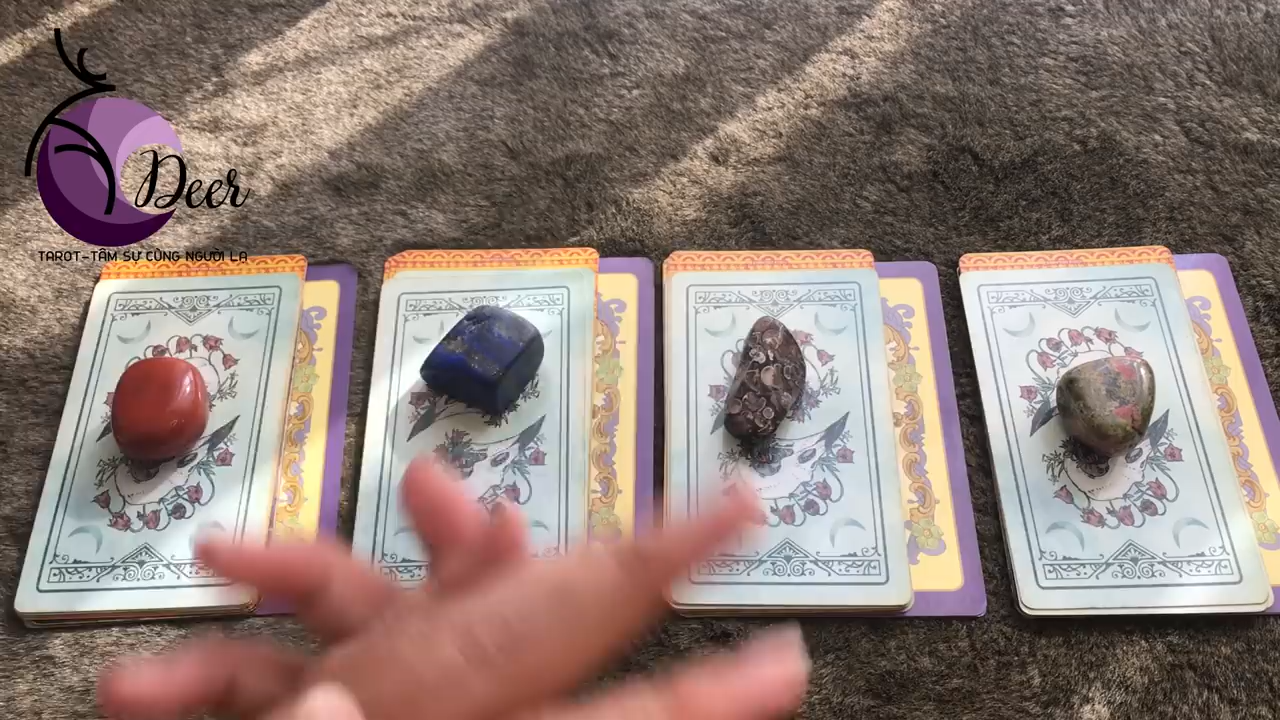 Deer
TAROT-TÂM SỰ CÙNG NGƯỜI LẠ